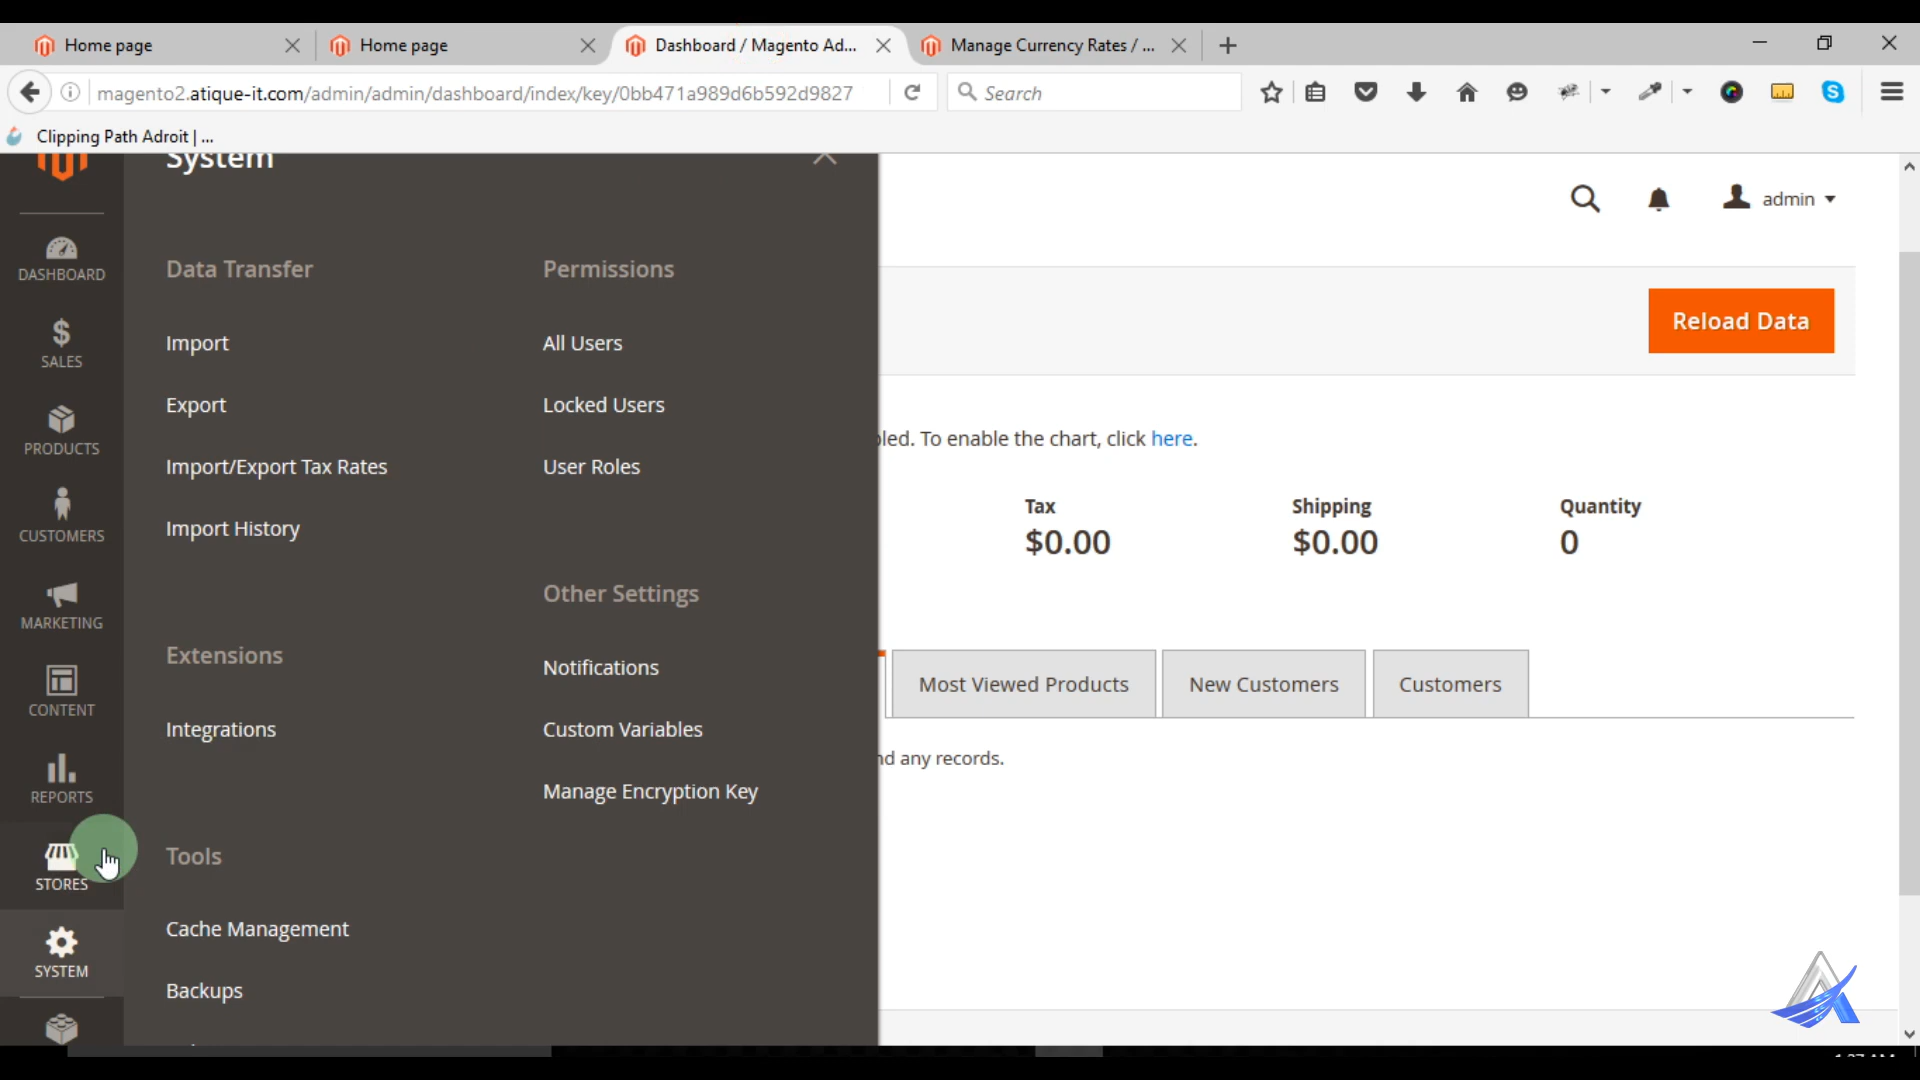 Home page
Home page
Dashboard / Magento Ad...
Manage Currency Rates / ...
magento2.atique-it.com/admin/admin/dashboard/index/key/0bb471a989d6b592d9827
Search
Clipping Path Adroit | ...
System
admin
DASHBOARD
SALES
PRODUCTS
CUSTOMERS
MARKETING
CONTENT
REPORTS
STORES
SYSTEM
Data Transfer
Import
Export
Import/Export Tax Rates
Import History
Extensions
Integrations
Tools
Cache Management
Backups
Permissions
All Users
Locked Users
User Roles
Other Settings
Notifications
Custom Variables
Manage Encryption Key
Reload Data
To enable the chart, click here.
Tax
$0.00
Shipping
$0.00
Quantity
0
Most Viewed Products
New Customers
Customers
any records.